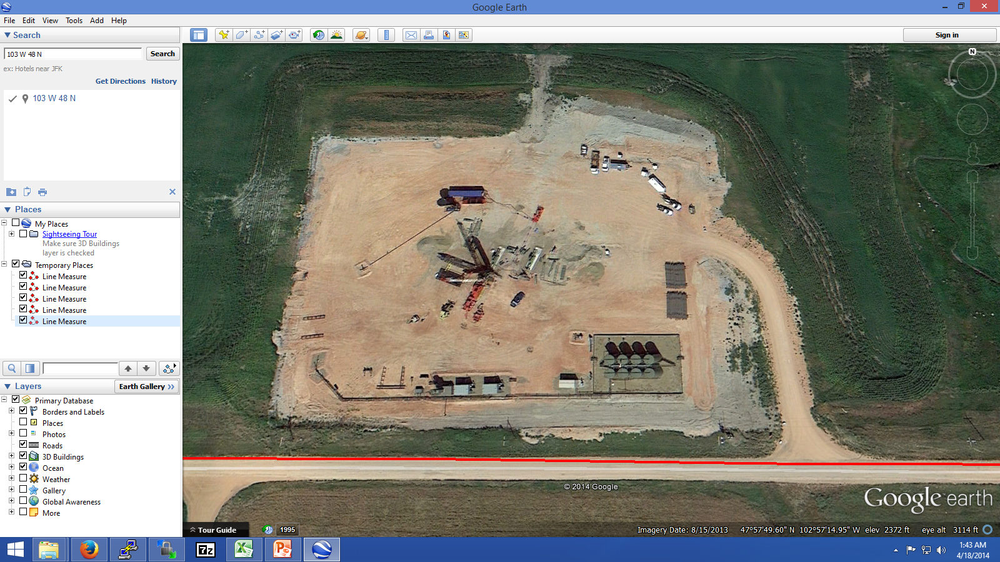 Google Earth
File Edit View Tools Add Help
Search
Sign in
103 W 48 N
Search
ex: Hotels near JFK
Get Directions History
103 W 48 N
N
Places
My Places
Sightseeing Tour
Make sure 3D Buildings
layer is checked
Temporary Places
Line Measure
Line Measure
Line Measure
Line Measure
Line Measure
Layers
Earth Gallery »
Primary Database
Borders and Labels
Places
Photos
Roads
3D Buildings
Ocean
Weather
Gallery
Global Awareness
More
© 2014 Google
Google earth
Tour Guide
1995
Imagery Date: 8/15/2013 47°57'49.60" N 102°57'14.95" W elev 2372 ft eye alt 3114 ft
7z
1:43 AM
4/18/2014